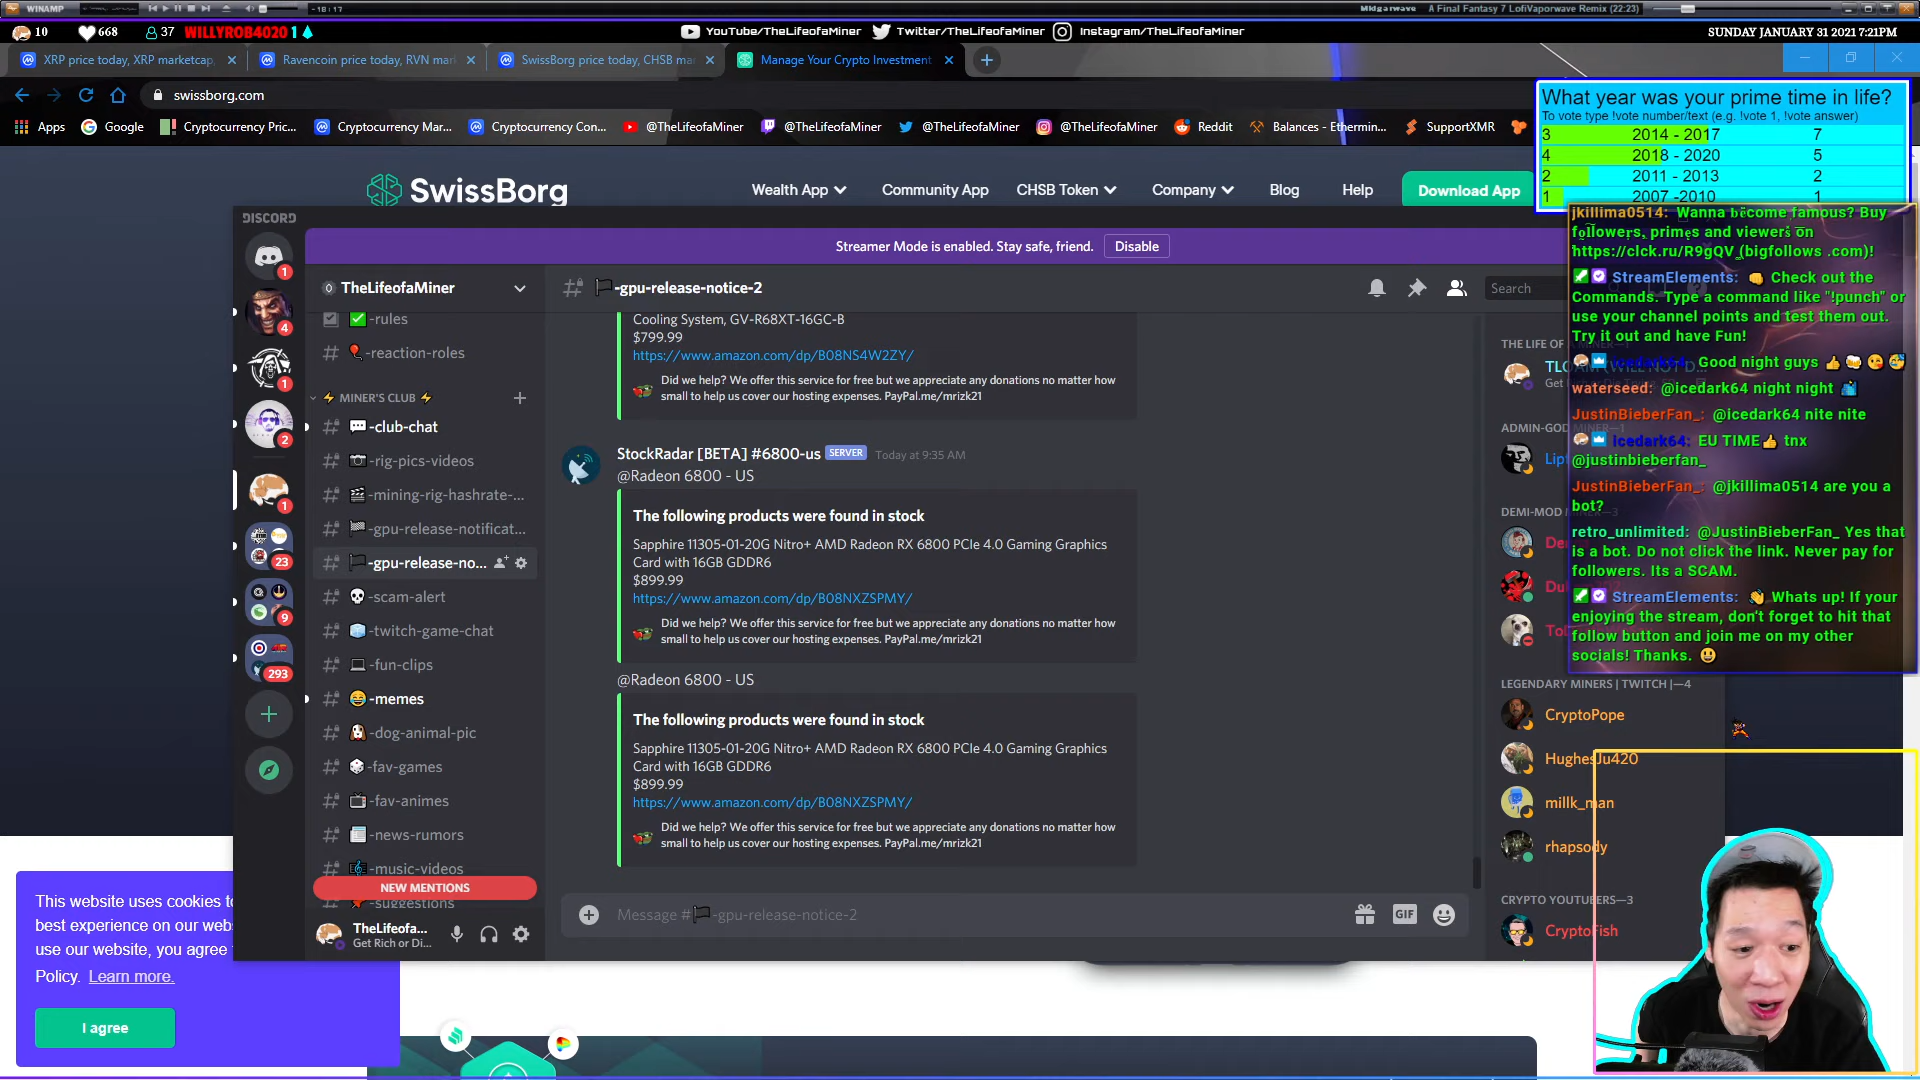 WINAMP
-18:17
Midgarwave
A Final Fantasy 7 LofiVaporwave Remix (22:23)
10
668
37
WILLYROB4020 1
YouTube/TheLifeofaMiner
Twitter/TheLifeofaMiner
Instagram/TheLifeofaMiner
SUNDAY JANUARY 31 2021 7:21PM
XRP price today, XRP marketcap,
Ravencoin price today, RVN mar
SwissBorg price today, CHSB ma
Manage Your Crypto Investment
swissborg.com
Apps
Google
Cryptocurrency Pric...
Cryptocurrency Mar...
Cryptocurrency Con...
@TheLifeofaMiner
@TheLifeofaMiner
@TheLifeofaMiner
@TheLifeofaMiner
Reddit
Balances - Ethermin...
SupportXMR
What year was your prime time in life?
To vote type !vote number/text (e.g. !vote 1, !vote answer)
3 2014 - 2017 7
4 2018 - 2020 5
2 2011 - 2013 2
1 2007 -2010 1
SwissBorg
Wealth App
Community App
CHSB Token
Company
Blog
Help
Download App
DISCORD
Streamer Mode is enabled. Stay safe, friend.
Disable
1
4
1
2
1
23
9
293
TheLifeofaMiner
-rules
-reaction-roles
⚡ MINER'S CLUB ⚡
-club-chat
-rig-pics-videos
-mining-rig-hashrate-...
-gpu-release-notificat...
-gpu-release-no...
-scam-alert
-twitch-game-chat
-fun-clips
-memes
-dog-animal-pic
-fav-games
-fav-animes
-news-rumors
-music-videos
NEW MENTIONS
-suggestions
TheLifeofa...
Get Rich or Di...
-gpu-release-notice-2
Search
Cooling System, GV-R68XT-16GC-B
$799.99
https://www.amazon.com/dp/B08NS4W2ZY/
Did we help? We offer this service for free but we appreciate any donations no matter how
small to help us cover our hosting expenses. PayPal.me/mrizk21
StockRadar [BETA] #6800-us SERVER Today at 9:35 AM
@Radeon 6800 - US
The following products were found in stock
Sapphire 11305-01-20G Nitro+ AMD Radeon RX 6800 PCIe 4.0 Gaming Graphics
Card with 16GB GDDR6
$899.99
https://www.amazon.com/dp/B08NXZSPMY/
Did we help? We offer this service for free but we appreciate any donations no matter how
small to help us cover our hosting expenses. PayPal.me/mrizk21
@Radeon 6800 - US
The following products were found in stock
Sapphire 11305-01-20G Nitro+ AMD Radeon RX 6800 PCIe 4.0 Gaming Graphics
Card with 16GB GDDR6
$899.99
https://www.amazon.com/dp/B08NXZSPMY/
Did we help? We offer this service for free but we appreciate any donations no matter how
small to help us cover our hosting expenses. PayPal.me/mrizk21
Message #🏴-gpu-release-notice-2
GIF
THE LIFE OF
ADMIN-GOD MINER—1
DEMI-MOD
LEGENDARY MINERS | TWITCH |—4
CryptoPope
HughesJu420
millk_man
rhapsody
CRYPTO YOUTUBERS—3
CryptoFish
jkillima0514: Wanna become famous? Buy
followers, primes and viewers on
https://clck.ru/R9gQV (bigfollows .com)!
StreamElements: 👊 Check out the
Commands. Type a command like "!punch" or
use your channel points and test them out.
Try it out and have Fun!
icedark64: Good night guys 👍🍻😘😴
waterseed: @icedark64 night night
JustinBieberFan_: @icedark64 nite nite
icedark64: EU TIME👍 tnx
@justinbieberfan_
JustinBieberFan_: @jkillima0514 are you a
bot?
retro_unlimited: @JustinBieberFan_ Yes that
is a bot. Do not click the link. Never pay for
followers. Its a SCAM.
StreamElements: 👋 Whats up! If your
enjoying the stream, don't forget to hit that
follow button and join me on my other
socials! Thanks. 😃
This website uses cookies t
best experience on our web
use our website, you agree
Policy. Learn more.
I agree